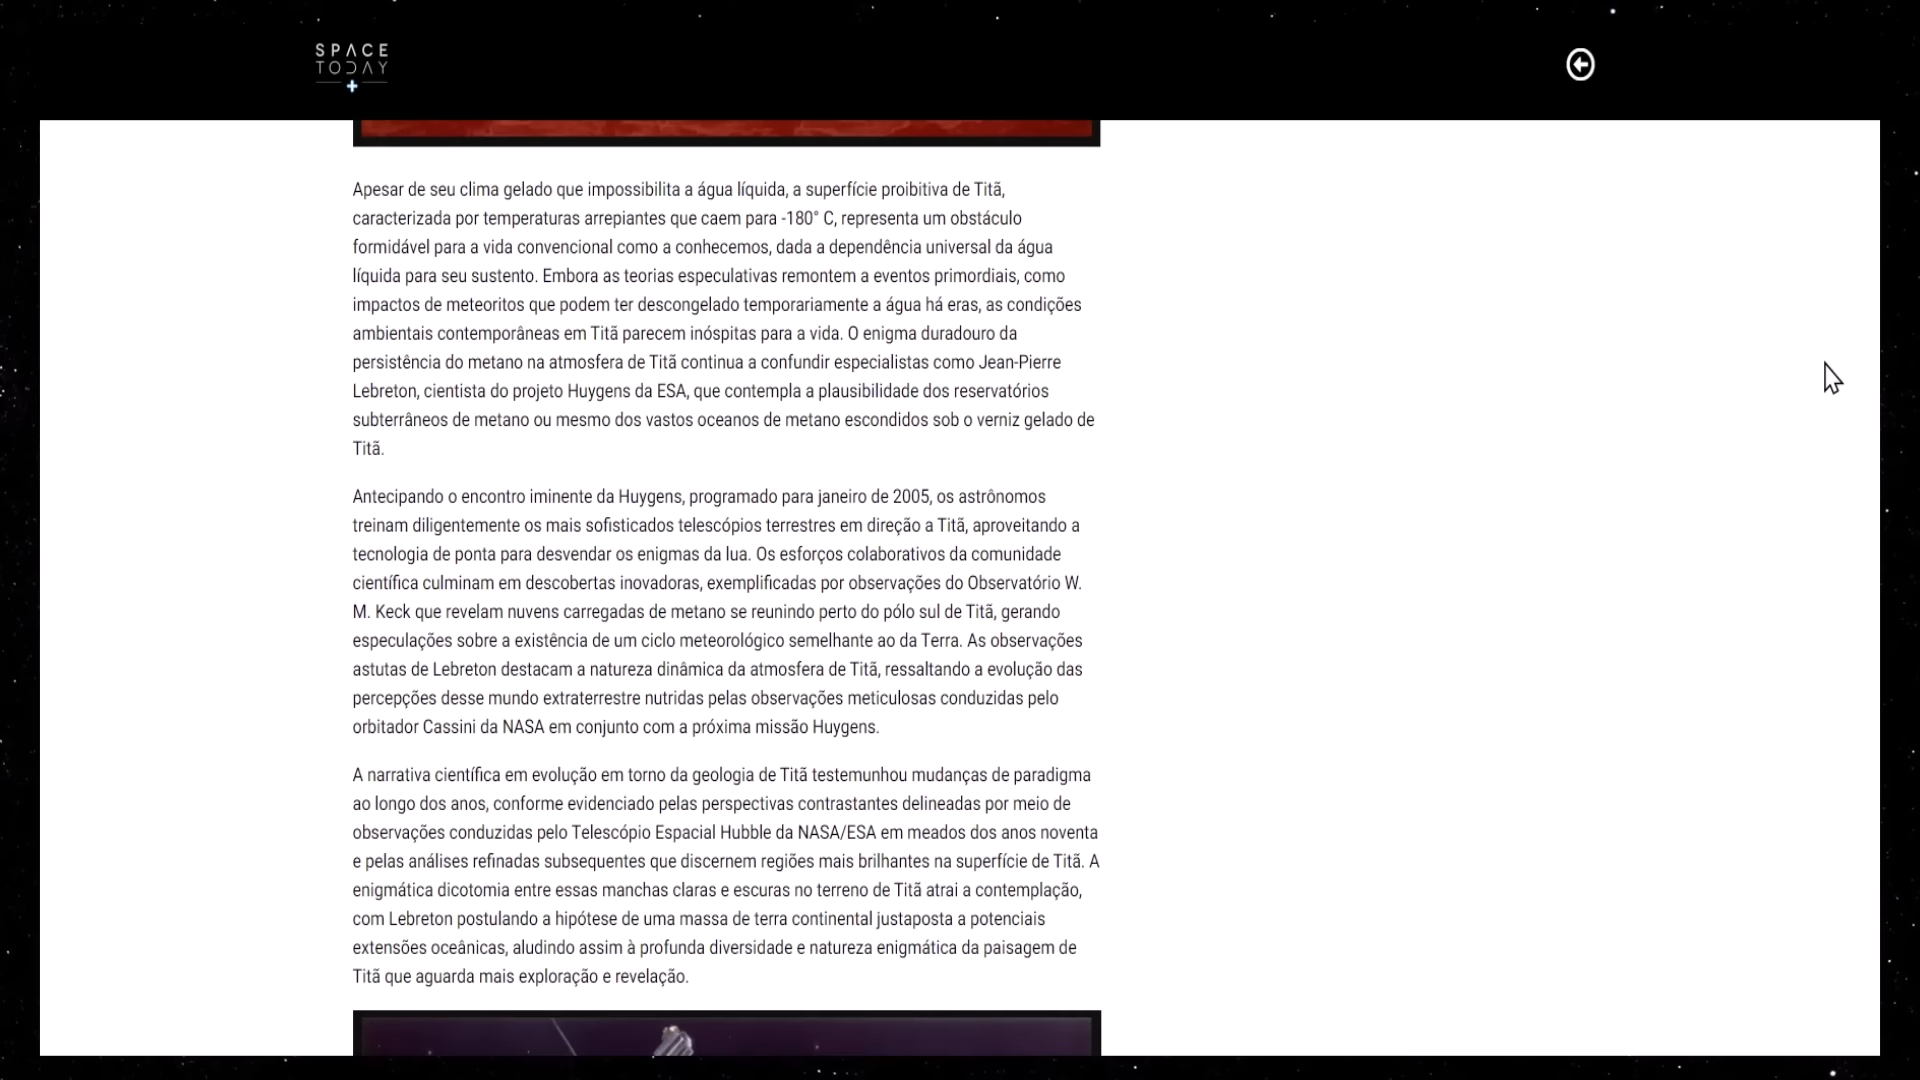 SPACE
TODAY
Apesar de seu clima gelado que impossibilita a água líquida, a superfície proibitiva de Titã,
caracterizada por temperaturas arrepiantes que caem para -180° C, representa um obstáculo
formidável para a vida convencional como a conhecemos, dada a dependência universal da água
líquida para seu sustento. Embora as teorias especulativas remontem a eventos primordiais, como
impactos de meteoritos que podem ter descongelado temporariamente a água há eras, as condições
ambientais contemporâneas em Titã parecem inóspitas para a vida. O enigma duradouro da
persistência do metano na atmosfera de Titã continua a confundir especialistas como Jean-Pierre
Lebreton, cientista do projeto Huygens da ESA, que contempla a plausibilidade dos reservatórios
subterrâneos de metano ou mesmo dos vastos oceanos de metano escondidos sob o verniz gelado de
Titã.
Antecipando o encontro iminente da Huygens, programado para janeiro de 2005, os astrônomos
treinam diligentemente os mais sofisticados telescópios terrestres em direção a Titã, aproveitando a
tecnologia de ponta para desvendar os enigmas da lua. Os esforços colaborativos da comunidade
científica culminam em descobertas inovadoras, exemplificadas por observações do Observatório W.
M. Keck que revelam nuvens carregadas de metano se reunindo perto do pólo sul de Titã, gerando
especulações sobre a existência de um ciclo meteorológico semelhante ao da Terra. As observações
astutas de Lebreton destacam a natureza dinâmica da atmosfera de Titã, ressaltando a evolução das
percepções desse mundo extraterrestre nutridas pelas observações meticulosas conduzidas pelo
orbitador Cassini da NASA em conjunto com a próxima missão Huygens.
A narrativa científica em evolução em torno da geologia de Titã testemunhou mudanças de paradigma
ao longo dos anos, conforme evidenciado pelas perspectivas contrastantes delineadas por meio de
observações conduzidas pelo Telescópio Espacial Hubble da NASA/ESA em meados dos anos noventa
e pelas análises refinadas subsequentes que discernem regiões mais brilhantes na superfície de Titã. A
enigmática dicotomia entre essas manchas claras e escuras no terreno de Titã atrai a contemplação,
com Lebreton postulando a hipótese de uma massa de terra continental justaposta a potenciais
extensões oceânicas, aludindo assim à profunda diversidade e natureza enigmática da paisagem de
Titã que aguarda mais exploração e revelação.